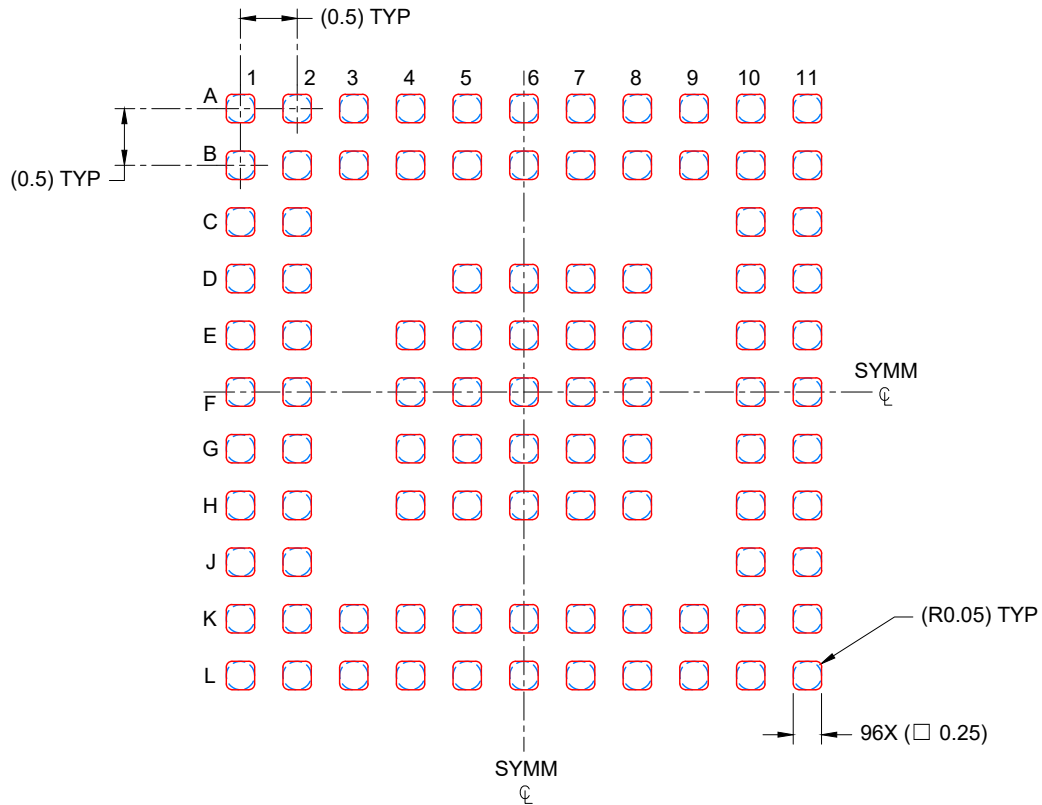 (0.5) TYP
1 2 3 4 5 6 7 8 9 10 11
A
B
(0.5) TYP
C
D
E
SYMM
℄
F
G
H
J
K
(R0.05) TYP
L
96X (□ 0.25)
SYMM
℄